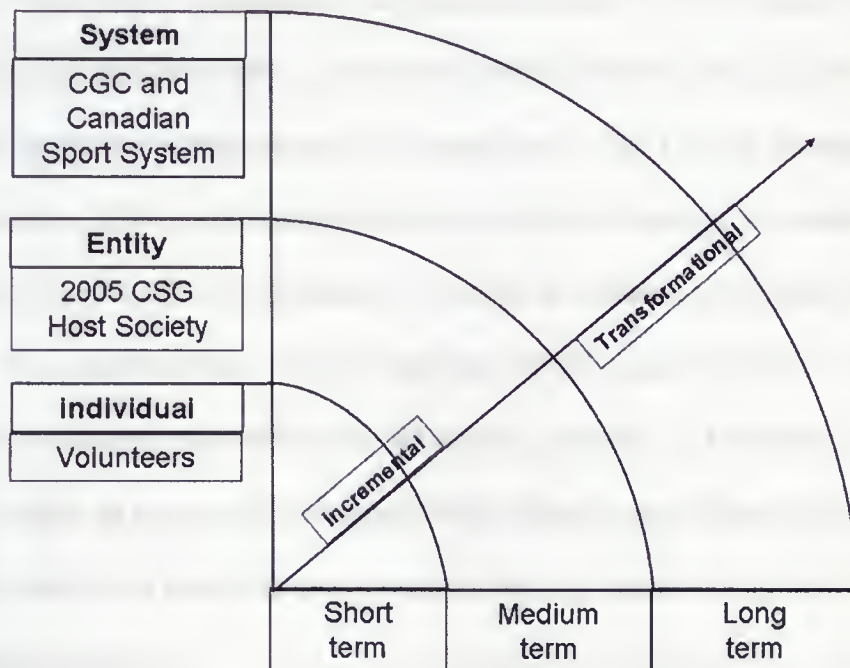 System
CGC and
Canadian
Sport System
Entity
2005 CSG
Host Society
individuai
Volunteers
Incremental
Transformational
Short
term
Medium
term
Long
term